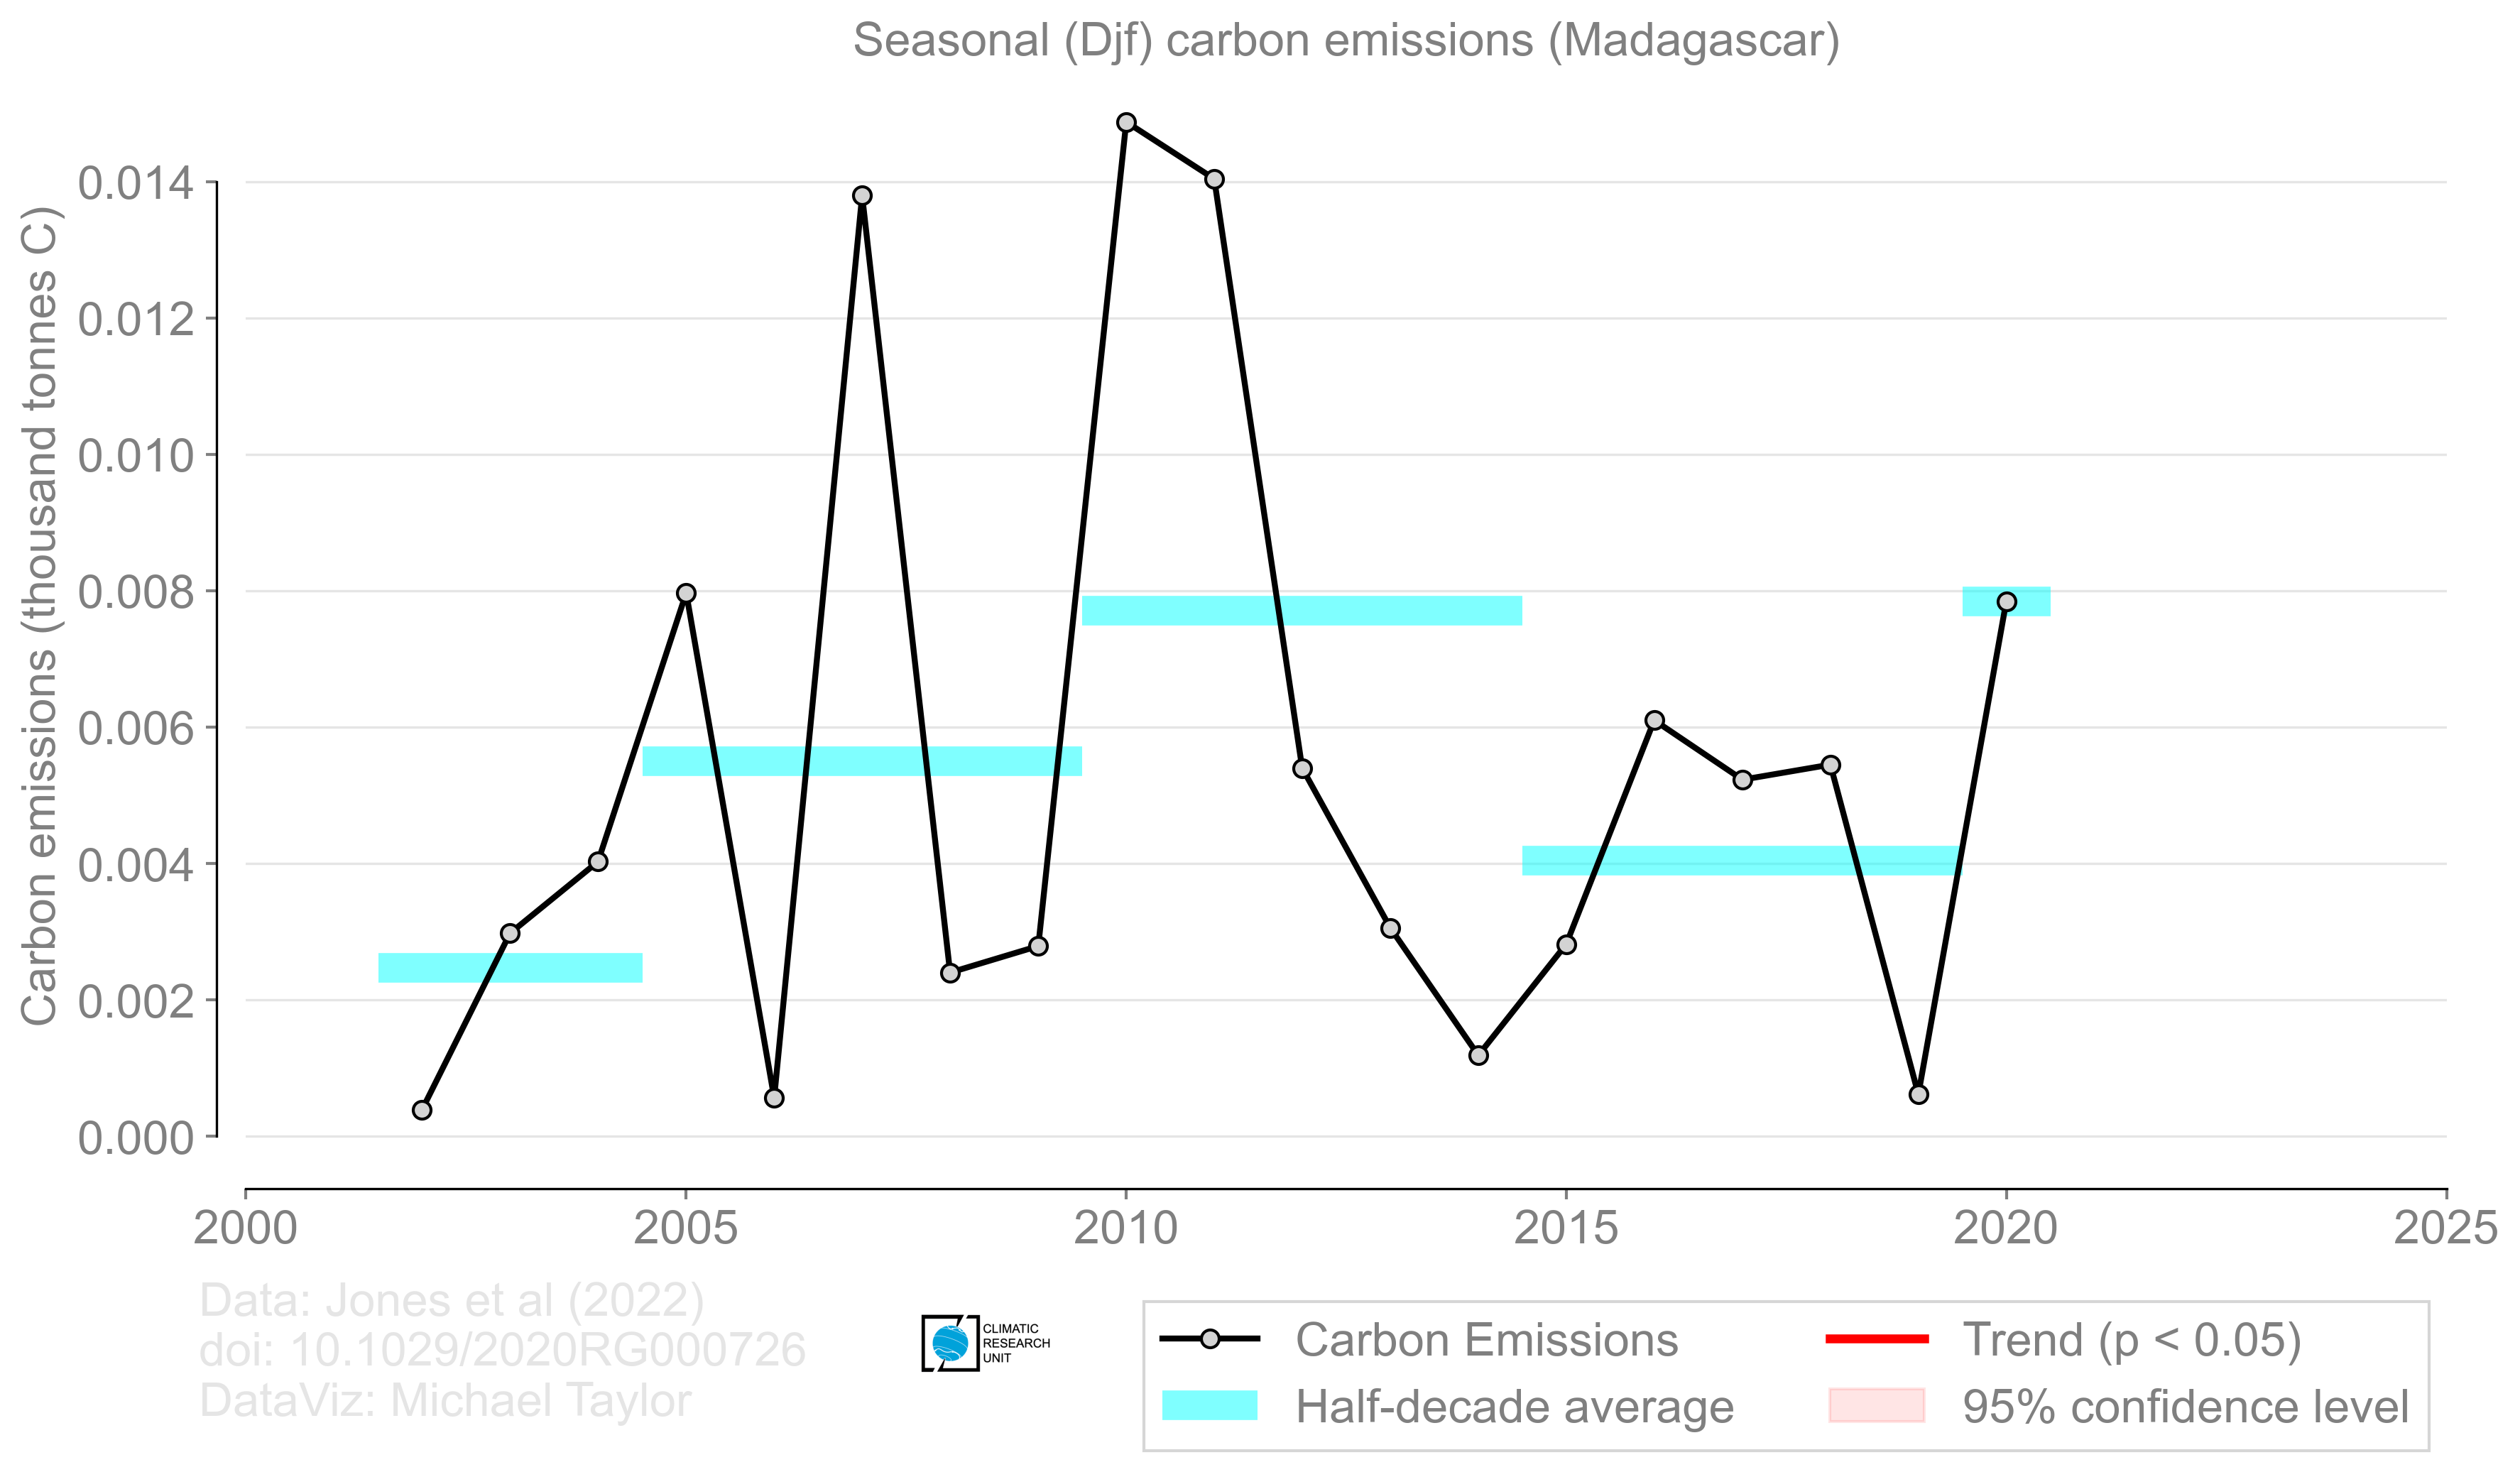 Seasonal (Djf) carbon emissions (Madagascar)
Carbon emissions (thousand tonnes C)
0.014
0.012
0.010
0.008
0.006
0.004
0.002
0.000
2000 2005 2010 2015 2020 2025
Data: Jones et al (2022)
doi: 10.1029/2020RG000726
DataViz: Michael Taylor
CLIMATIC
RESEARCH
UNIT
Carbon Emissions
Half-decade average
Trend (p < 0.05)
95% confidence level